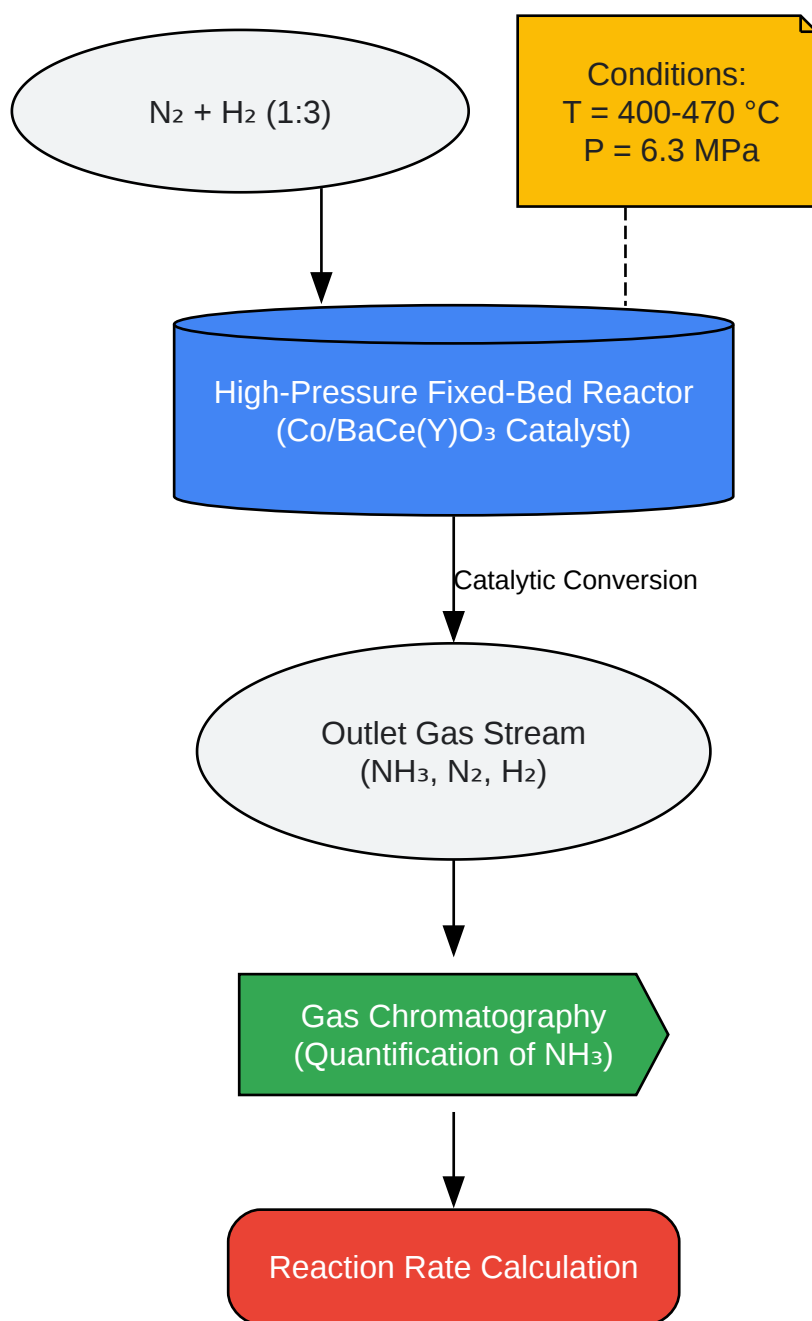 N₂ + H₂ (1:3)
Conditions:
T = 400-470 °C
P = 6.3 MPa
High-Pressure Fixed-Bed Reactor
(Co/BaCe(Y)O₃ Catalyst)
Catalytic Conversion
Outlet Gas Stream
(NH₃, N₂, H₂)
Gas Chromatography
(Quantification of NH₃)
Reaction Rate Calculation